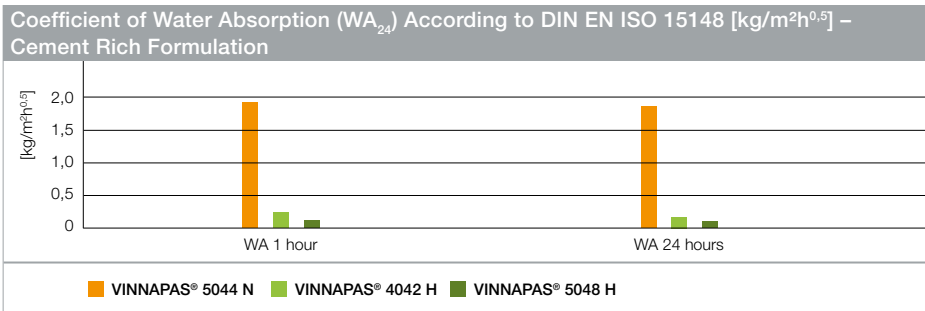 Coefficient of Water Absorption (WA₂₄) According to DIN EN ISO 15148 [kg/m²h⁰,⁵] –
Cement Rich Formulation
[kg/m²h⁰,⁵]
2,0
1,5
1,0
0,5
0
WA 1 hour
WA 24 hours
VINNAPAS® 5044 N VINNAPAS® 4042 H VINNAPAS® 5048 H